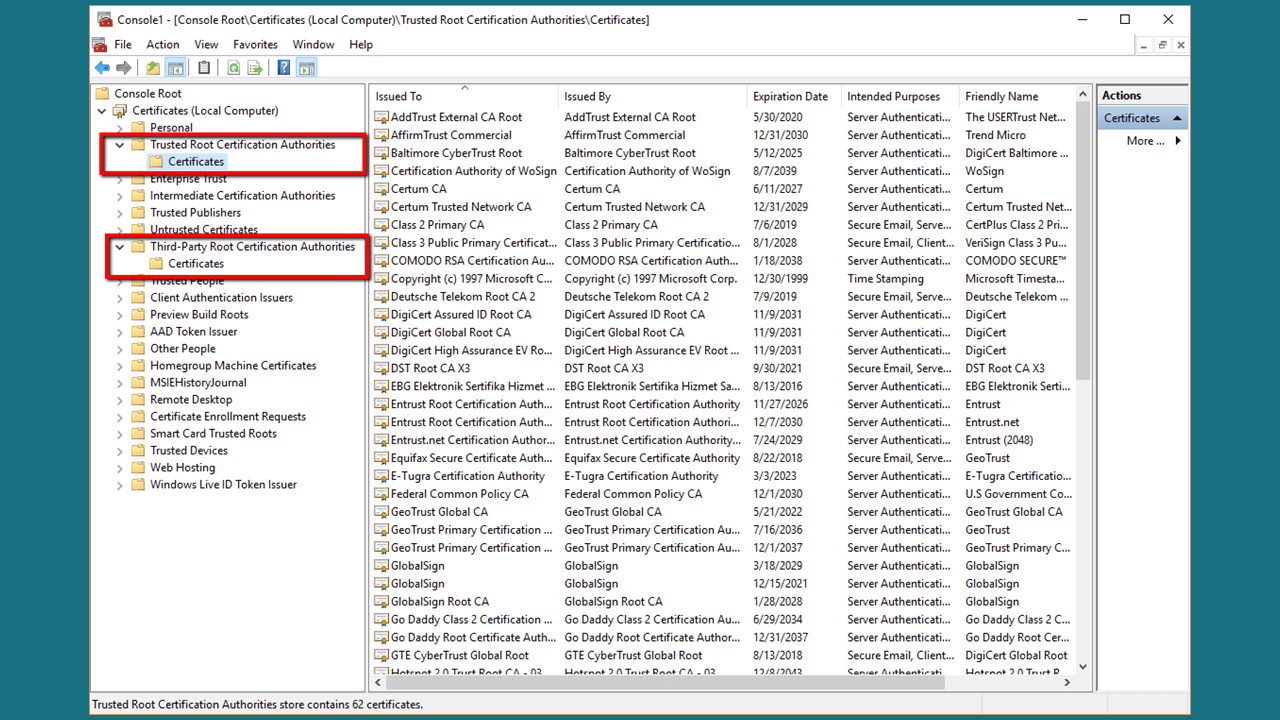 Console1 - [Console Root\Certificates (Local Computer)\Trusted Root Certification Authorities\Certificates]
File Action View Favorites Window Help
Console Root
Certificates (Local Computer)
Personal
Trusted Root Certification Authorities
Certificates
Enterprise Trust
Intermediate Certification Authorities
Trusted Publishers
Untrusted Certificates
Third-Party Root Certification Authorities
Certificates
Trusted People
Client Authentication Issuers
Preview Build Roots
AAD Token Issuer
Other People
Homegroup Machine Certificates
MSIEHistoryJournal
Remote Desktop
Certificate Enrollment Requests
Smart Card Trusted Roots
Trusted Devices
Web Hosting
Windows Live ID Token Issuer
Issued To Issued By Expiration Date Intended Purposes Friendly Name
AddTrust External CA Root AddTrust External CA Root 5/30/2020 Server Authenticati... The USERTrust Net...
AffirmTrust Commercial AffirmTrust Commercial 12/31/2030 Server Authenticati... Trend Micro
Baltimore CyberTrust Root Baltimore CyberTrust Root 5/12/2025 Server Authenticati... DigiCert Baltimore ...
Certification Authority of WoSign Certification Authority of WoSign 8/7/2039 Server Authenticati... WoSign
Certum CA Certum CA 6/11/2027 Server Authenticati... Certum
Certum Trusted Network CA Certum Trusted Network CA 12/31/2029 Server Authenticati... Certum Trusted Net...
Class 2 Primary CA Class 2 Primary CA 7/6/2019 Server Authenticati... CertPlus Class 2 Pri...
Class 3 Public Primary Certificat... Class 3 Public Primary Certificatio... 8/1/2028 Secure Email, Client... VeriSign Class 3 Pu...
COMODO RSA Certification Au... COMODO RSA Certification Auth... 1/18/2038 Server Authenticati... COMODO SECURE™
Copyright (c) 1997 Microsoft C... Copyright (c) 1997 Microsoft Corp. 12/30/1999 Time Stamping Microsoft Timesta...
Deutsche Telekom Root CA 2 Deutsche Telekom Root CA 2 7/9/2019 Secure Email, Serve... Deutsche Telekom ...
DigiCert Assured ID Root CA DigiCert Assured ID Root CA 11/9/2031 Server Authenticati... DigiCert
DigiCert Global Root CA DigiCert Global Root CA 11/9/2031 Server Authenticati... DigiCert
DigiCert High Assurance EV Ro... DigiCert High Assurance EV Root ... 11/9/2031 Server Authenticati... DigiCert
DST Root CA X3 DST Root CA X3 9/30/2021 Secure Email, Serve... DST Root CA X3
EBG Elektronik Sertifika Hizmet ... EBG Elektronik Sertifika Hizmet Sa... 8/13/2016 Secure Email, Serve... EBG Elektronik Serti...
Entrust Root Certification Auth... Entrust Root Certification Authority 11/27/2026 Server Authenticati... Entrust
Entrust Root Certification Auth... Entrust Root Certification Authori... 12/7/2030 Server Authenticati... Entrust.net
Entrust.net Certification Author... Entrust.net Certification Authority... 7/24/2029 Server Authenticati... Entrust (2048)
Equifax Secure Certificate Auth... Equifax Secure Certificate Authority 8/22/2018 Secure Email, Serve... GeoTrust
E-Tugra Certification Authority E-Tugra Certification Authority 3/3/2023 Server Authenticati... E-Tugra Certificatio...
Federal Common Policy CA Federal Common Policy CA 12/1/2030 Server Authenticati... U.S Government Co...
GeoTrust Global CA GeoTrust Global CA 5/21/2022 Server Authenticati... GeoTrust Global CA
GeoTrust Primary Certification ... GeoTrust Primary Certification Au... 7/16/2036 Server Authenticati... GeoTrust
GeoTrust Primary Certification ... GeoTrust Primary Certification Au... 12/1/2037 Server Authenticati... GeoTrust Primary C...
GlobalSign GlobalSign 3/18/2029 Server Authenticati... GlobalSign
GlobalSign GlobalSign 12/15/2021 Server Authenticati... GlobalSign
GlobalSign Root CA GlobalSign Root CA 1/28/2028 Server Authenticati... GlobalSign
Go Daddy Class 2 Certification ... Go Daddy Class 2 Certification Au... 6/29/2034 Server Authenticati... Go Daddy Class 2 C...
Go Daddy Root Certificate Auth... Go Daddy Root Certificate Author... 12/31/2037 Server Authenticati... Go Daddy Root Cer...
GTE CyberTrust Global Root GTE CyberTrust Global Root 8/13/2018 Secure Email, Client... DigiCert Global Root
Hotspot 2.0 Trust Root CA - 03 Hotspot 2.0 Trust Root CA - 03 12/8/2043 Server Authenticati... Hotspot 2.0 Trust R...
Actions
Certificates
More ...
Trusted Root Certification Authorities store contains 62 certificates.